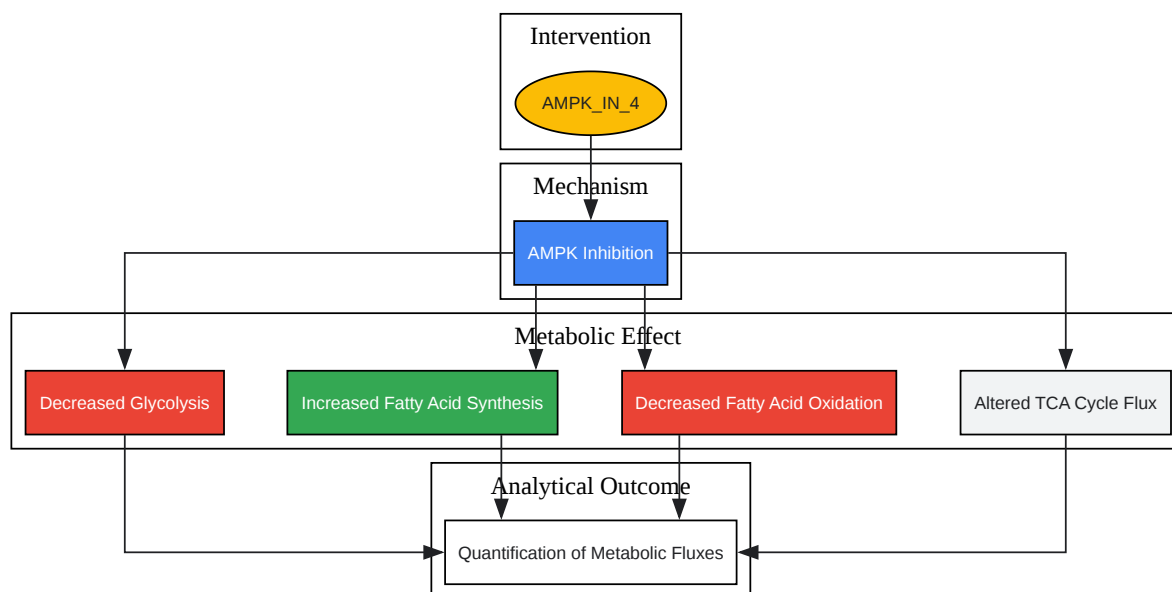 Intervention
AMPK_IN_4
Mechanism
AMPK Inhibition
Metabolic Effect
Decreased Glycolysis
Increased Fatty Acid Synthesis
Decreased Fatty Acid Oxidation
Altered TCA Cycle Flux
Analytical Outcome
Quantification of Metabolic Fluxes